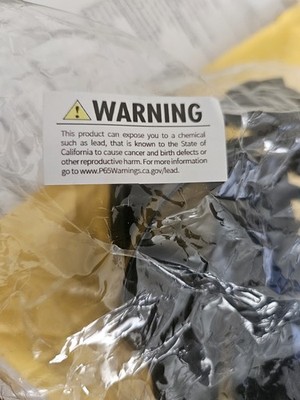 WARNING
This product can expose you to a chemical
such as lead, that is known to the State of
California to cause cancer and birth defects or
other reproductive harm. For more information
go to www.P65Warnings.ca.gov/lead.